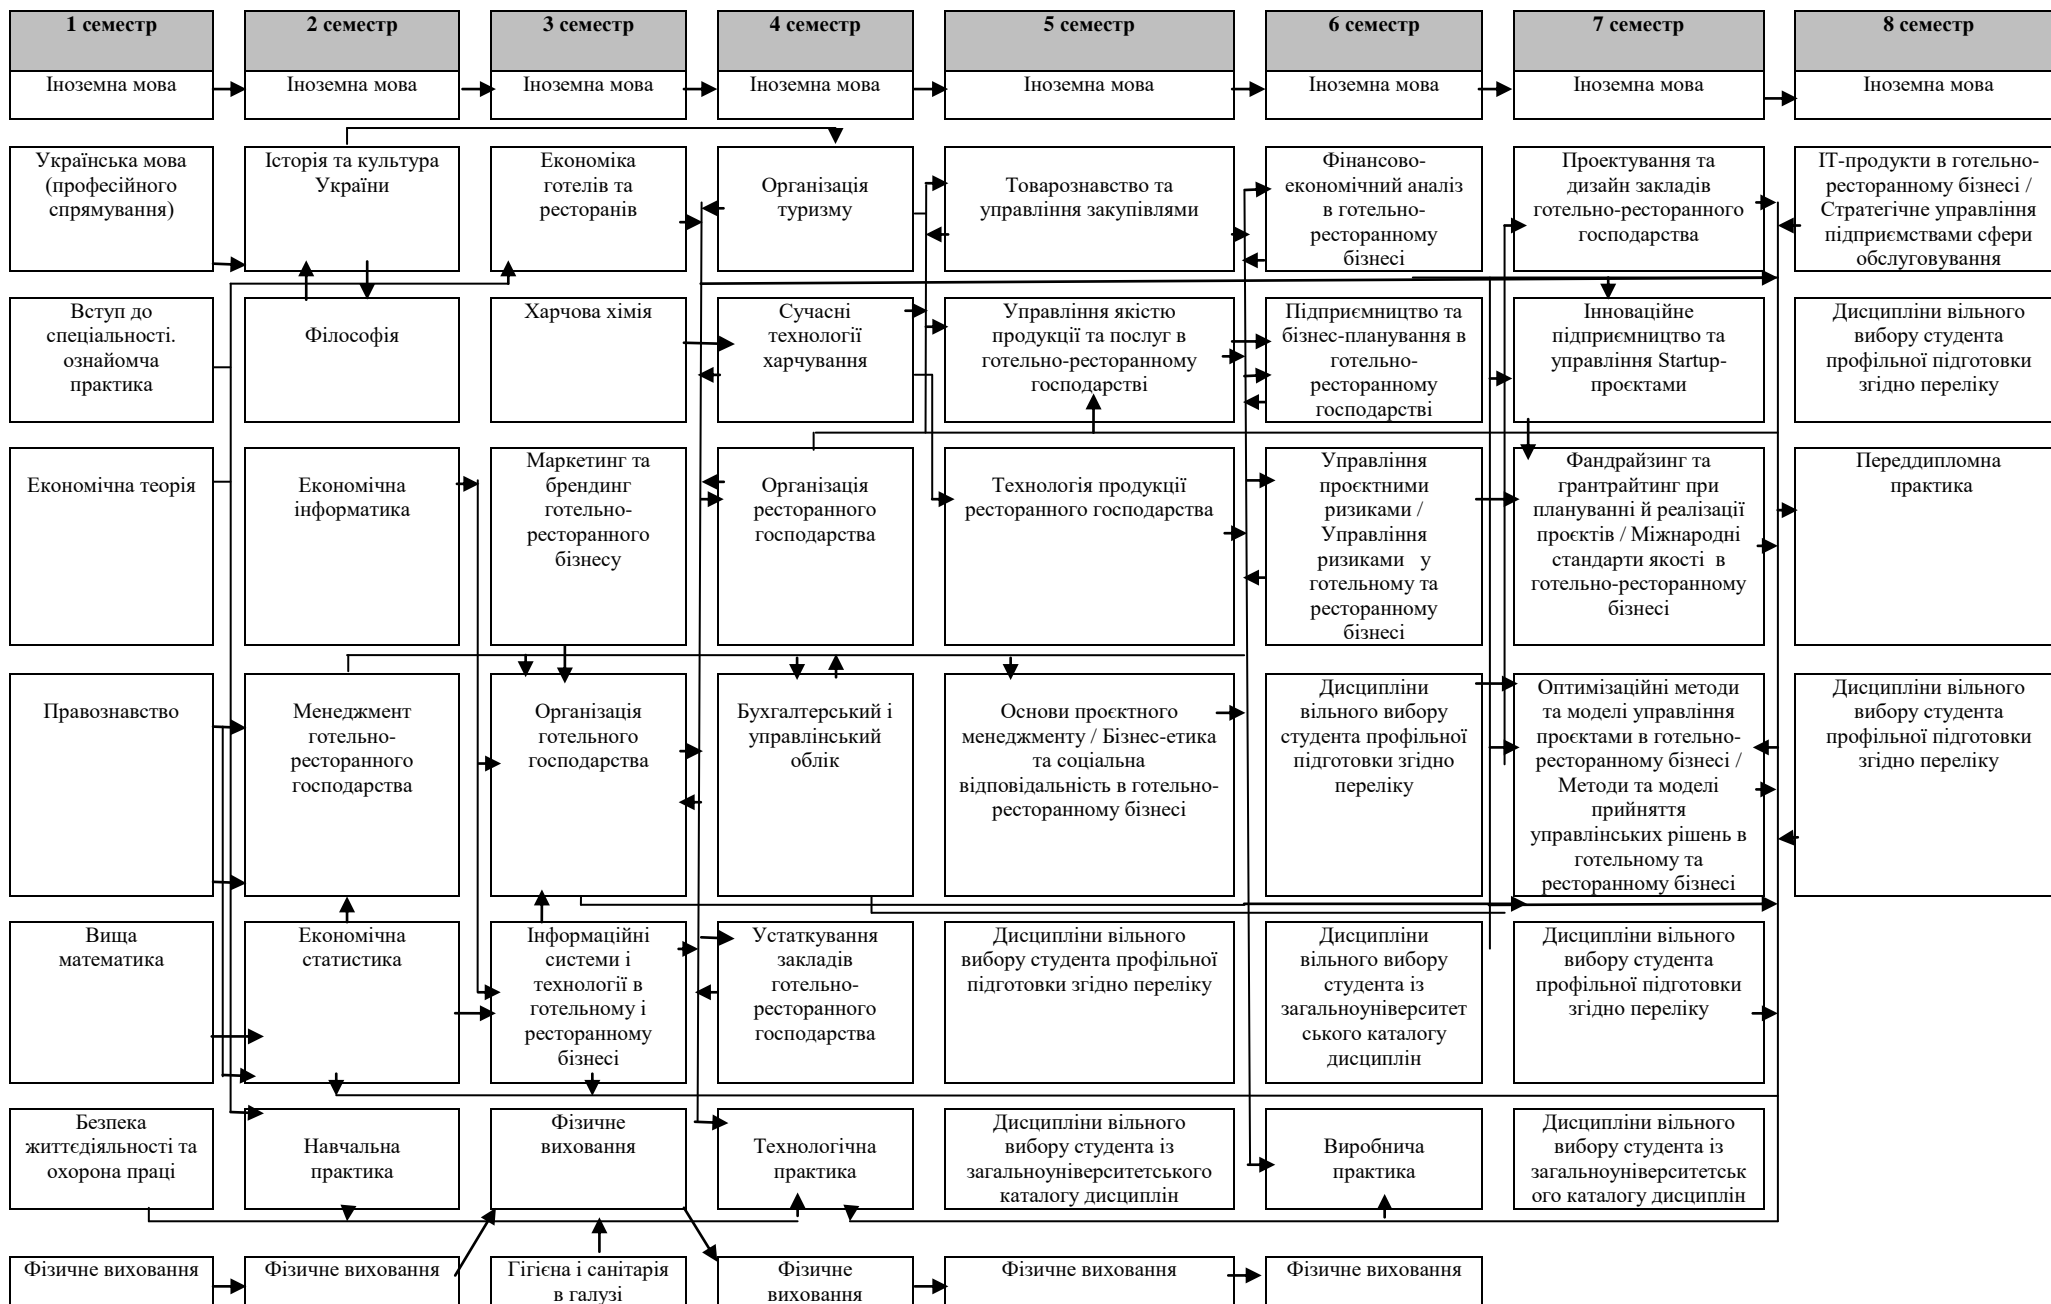 1 семестр
2 семестр
3 семестр
4 семестр
5 семестр
6 семестр
7 семестр
8 семестр
Іноземна мова
Іноземна мова
Іноземна мова
Іноземна мова
Іноземна мова
Іноземна мова
Іноземна мова
Іноземна мова
Українська мова
(професійного
спрямування)
Історія та культура
України
Економіка
готелів та
ресторанів
Організація
туризму
Товарознавство та
управління закупівлями
Фінансово-
економічний аналіз
в готельно-
ресторанному
бізнесі
Проектування та
дизайн закладів
готельно-ресторанного
господарства
ІТ-продукти в готельно-
ресторанному бізнесі /
Стратегічне управління
підприємствами сфери
обслуговування
Вступ до
спеціальності.
ознайомча
практика
Філософія
Харчова хімія
Сучасні
технології
харчування
Управління якістю
продукції та послуг в
готельно-ресторанному
господарстві
Підприємництво та
бізнес-планування в
готельно-
ресторанному
господарстві
Інноваційне
підприємництво та
управління Startup-
проєктами
Дисципліни вільного
вибору студента
профільної підготовки
згідно переліку
Економічна теорія
Економічна
інформатика
Маркетинг та
брендинг
готельно-
ресторанного
бізнесу
Організація
ресторанного
господарства
Технологія продукції
ресторанного господарства
Управління
проєктними
ризиками /
Управління
ризиками у
готельному та
ресторанному
бізнесі
Фандрайзинг та
грантрайтинг при
плануванні й реалізації
проєктів / Міжнародні
стандарти якості в
готельно-ресторанному
бізнесі
Переддипломна
практика
Правознавство
Менеджмент
готельно-
ресторанного
господарства
Організація
готельного
господарства
Бухгалтерський і
управлінський
облік
Основи проєктного
менеджменту / Бізнес-етика
та соціальна
відповідальність в готельно-
ресторанному бізнесі
Дисципліни
вільного вибору
студента профільної
підготовки згідно
переліку
Оптимізаційні методи
та моделі управління
проєктами в готельно-
ресторанному бізнесі /
Методи та моделі
прийняття
управлінських рішень в
готельному та
ресторанному бізнесі
Дисципліни вільного
вибору студента
профільної підготовки
згідно переліку
Вища
математика
Економічна
статистика
Інформаційні
системи і
технології в
готельному і
ресторанному
бізнесі
Устаткування
закладів
готельно-
ресторанного
господарства
Дисципліни вільного
вибору студента профільної
підготовки згідно переліку
Дисципліни
вільного вибору
студента із
загальноуніверситет
ського каталогу
дисциплін
Дисципліни вільного
вибору студента
профільної підготовки
згідно переліку
Безпека
життєдіяльності та
охорона праці
Навчальна
практика
Фізичне
виховання
Технологічна
практика
Дисципліни вільного
вибору студента із
загальноуніверситетського
каталогу дисциплін
Виробнича
практика
Дисципліни вільного
вибору студента із
загальноуніверситетськ
ого каталогу дисциплін
Фізичне виховання
Фізичне виховання
Гігієна і санітарія
в галузі
Фізичне
виховання
Фізичне виховання
Фізичне виховання